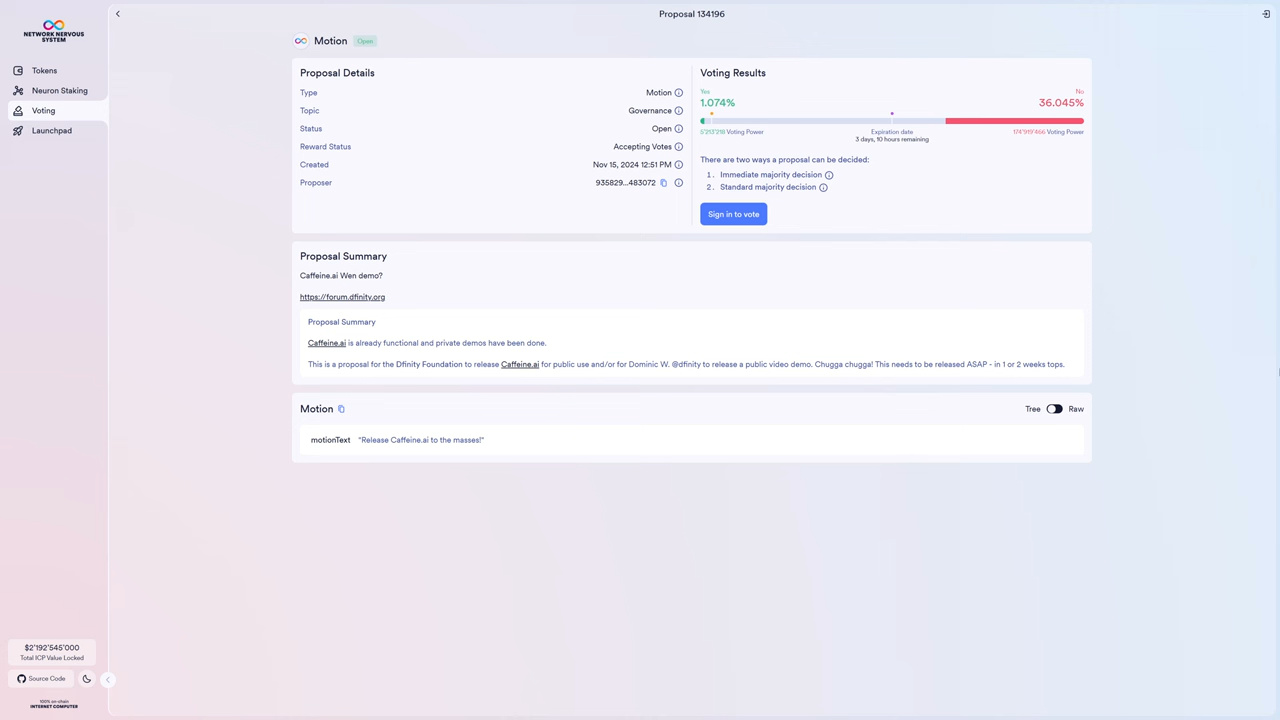 NETWORK NERVOUS
SYSTEM
Tokens
Neuron Staking
Voting
Launchpad
$2'192'545'000
Total ICP Value Locked
Source Code
100% on-chain
INTERNET COMPUTER
Proposal 134196
Motion Open
Proposal Details
Type Motion
Topic Governance
Status Open
Reward Status Accepting Votes
Created Nov 15, 2024 12:51 PM
Proposer 935829...483072
Voting Results
Yes No
1.074% 36.045%
5'213'218 Voting Power Expiration date 174'919'466 Voting Power
3 days, 10 hours remaining
There are two ways a proposal can be decided:
1. Immediate majority decision
2. Standard majority decision
Sign in to vote
Proposal Summary
Caffeine.ai Wen demo?
https://forum.dfinity.org
Proposal Summary
Caffeine.ai is already functional and private demos have been done.
This is a proposal for the Dfinity Foundation to release Caffeine.ai for public use and/or for Dominic W. @dfinity to release a public video demo. Chugga chugga! This needs to be released ASAP - in 1 or 2 weeks tops.
Motion Tree Raw
motionText "Release Caffeine.ai to the masses!"